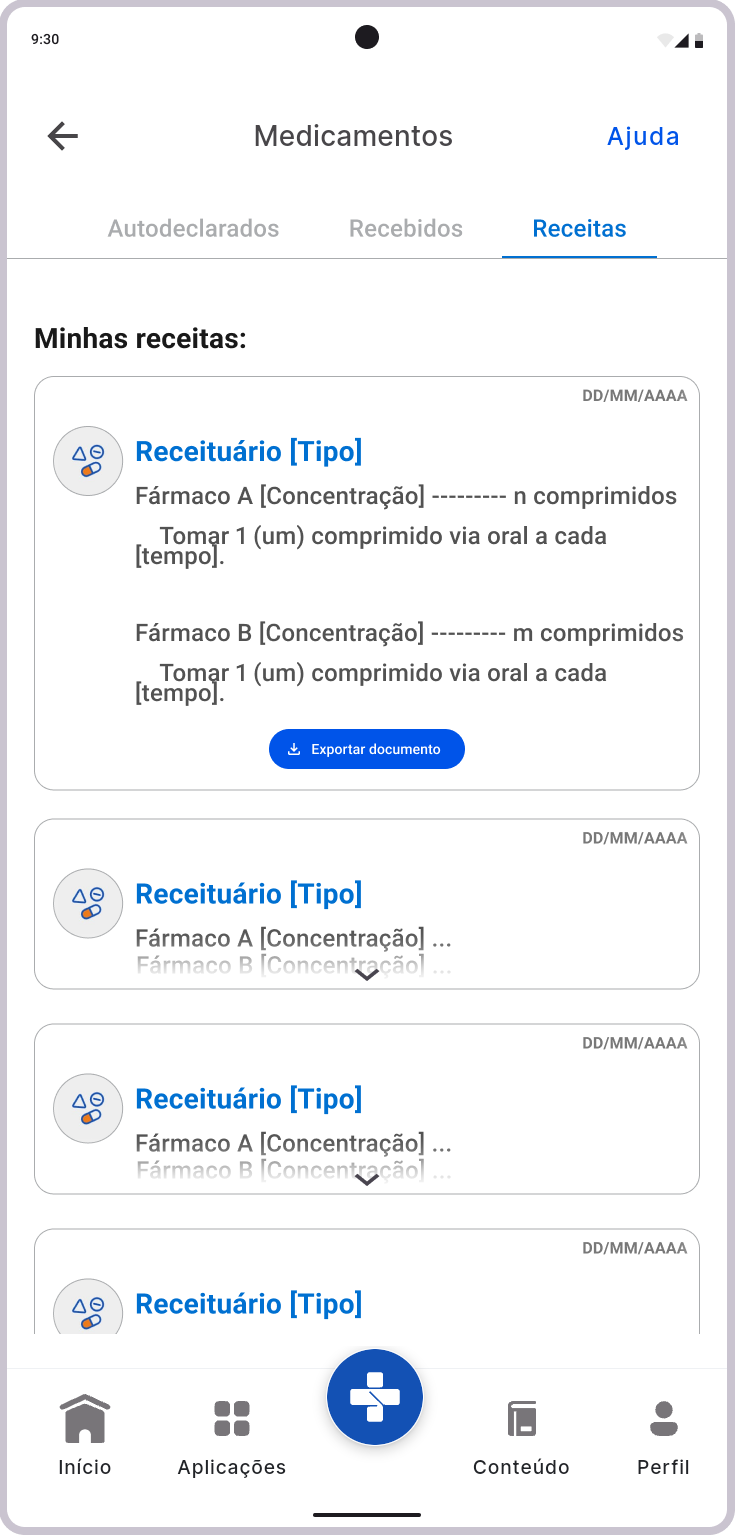 9:30
Medicamentos
Ajuda
Autodeclarados
Recebidos
Receitas
Minhas receitas:
DD/MM/AAAA
Receituário [Tipo]
Fármaco A [Concentração] --------- n comprimidos
Tomar 1 (um) comprimido via oral a cada
[tempo].
Fármaco B [Concentração] --------- m comprimidos
Tomar 1 (um) comprimido via oral a cada
[tempo].
Exportar documento
DD/MM/AAAA
Receituário [Tipo]
Fármaco A [Concentração] ...
Fármaco B [Concentração] ...
DD/MM/AAAA
Receituário [Tipo]
Fármaco A [Concentração] ...
Fármaco B [Concentração] ...
DD/MM/AAAA
Receituário [Tipo]
Início
Aplicações
Conteúdo
Perfil